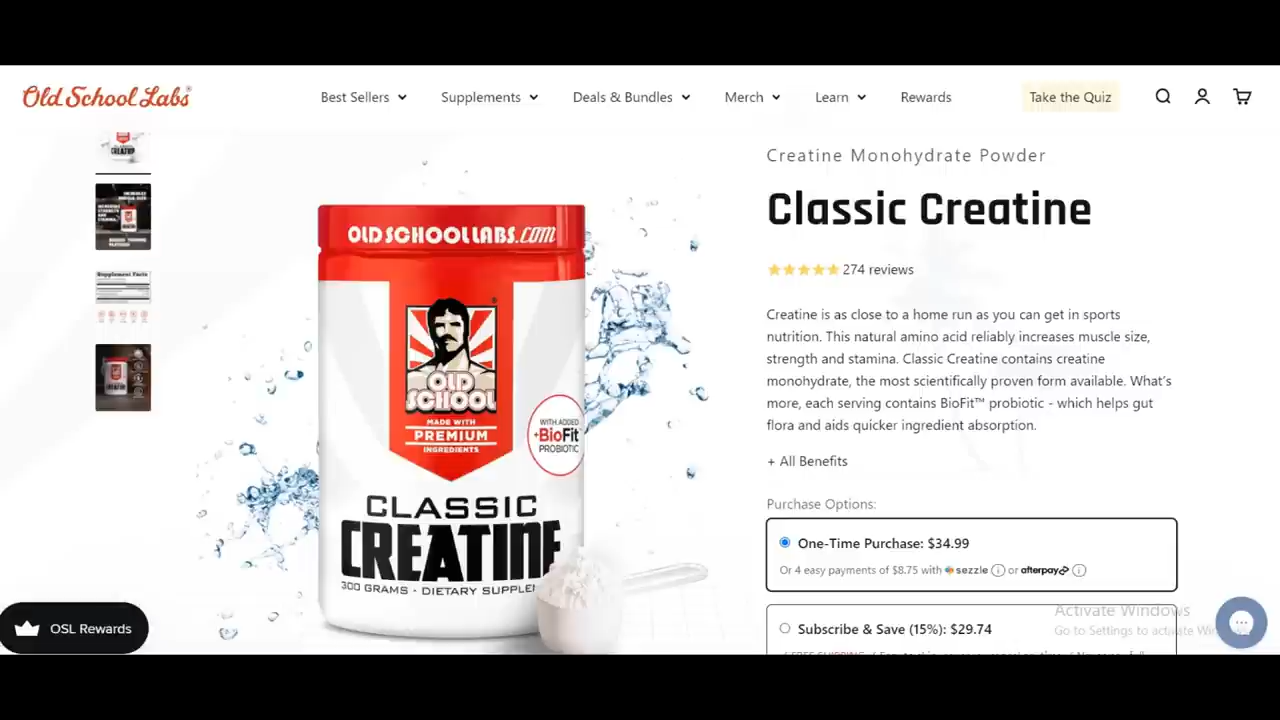 Old School Labs
Best Sellers
Supplements
Deals & Bundles
Merch
Learn
Rewards
Take the Quiz
Supplement Facts
Creatine Monohydrate Powder
Classic Creatine
274 reviews
Creatine is as close to a home run as you can get in sports
nutrition. This natural amino acid reliably increases muscle size,
strength and stamina. Classic Creatine contains creatine
monohydrate, the most scientifically proven form available. What's
more, each serving contains BioFit™ probiotic - which helps gut
flora and aids quicker ingredient absorption.
+ All Benefits
Purchase Options:
One-Time Purchase: $34.99
Or 4 easy payments of $8.75 with sezzle or afterpay
Subscribe & Save (15%): $29.74
OLD SCHOOL LABS.COM
OLD
SCHOOL
®
MADE WITH
PREMIUM
INGREDIENTS
WITH ADDED
+BioFit
PROBIOTIC
CLASSIC
CREATINE
300 GRAMS • DIETARY SUPPLE
OSL Rewards
Activate Windows
Go to Settings to activate Wi